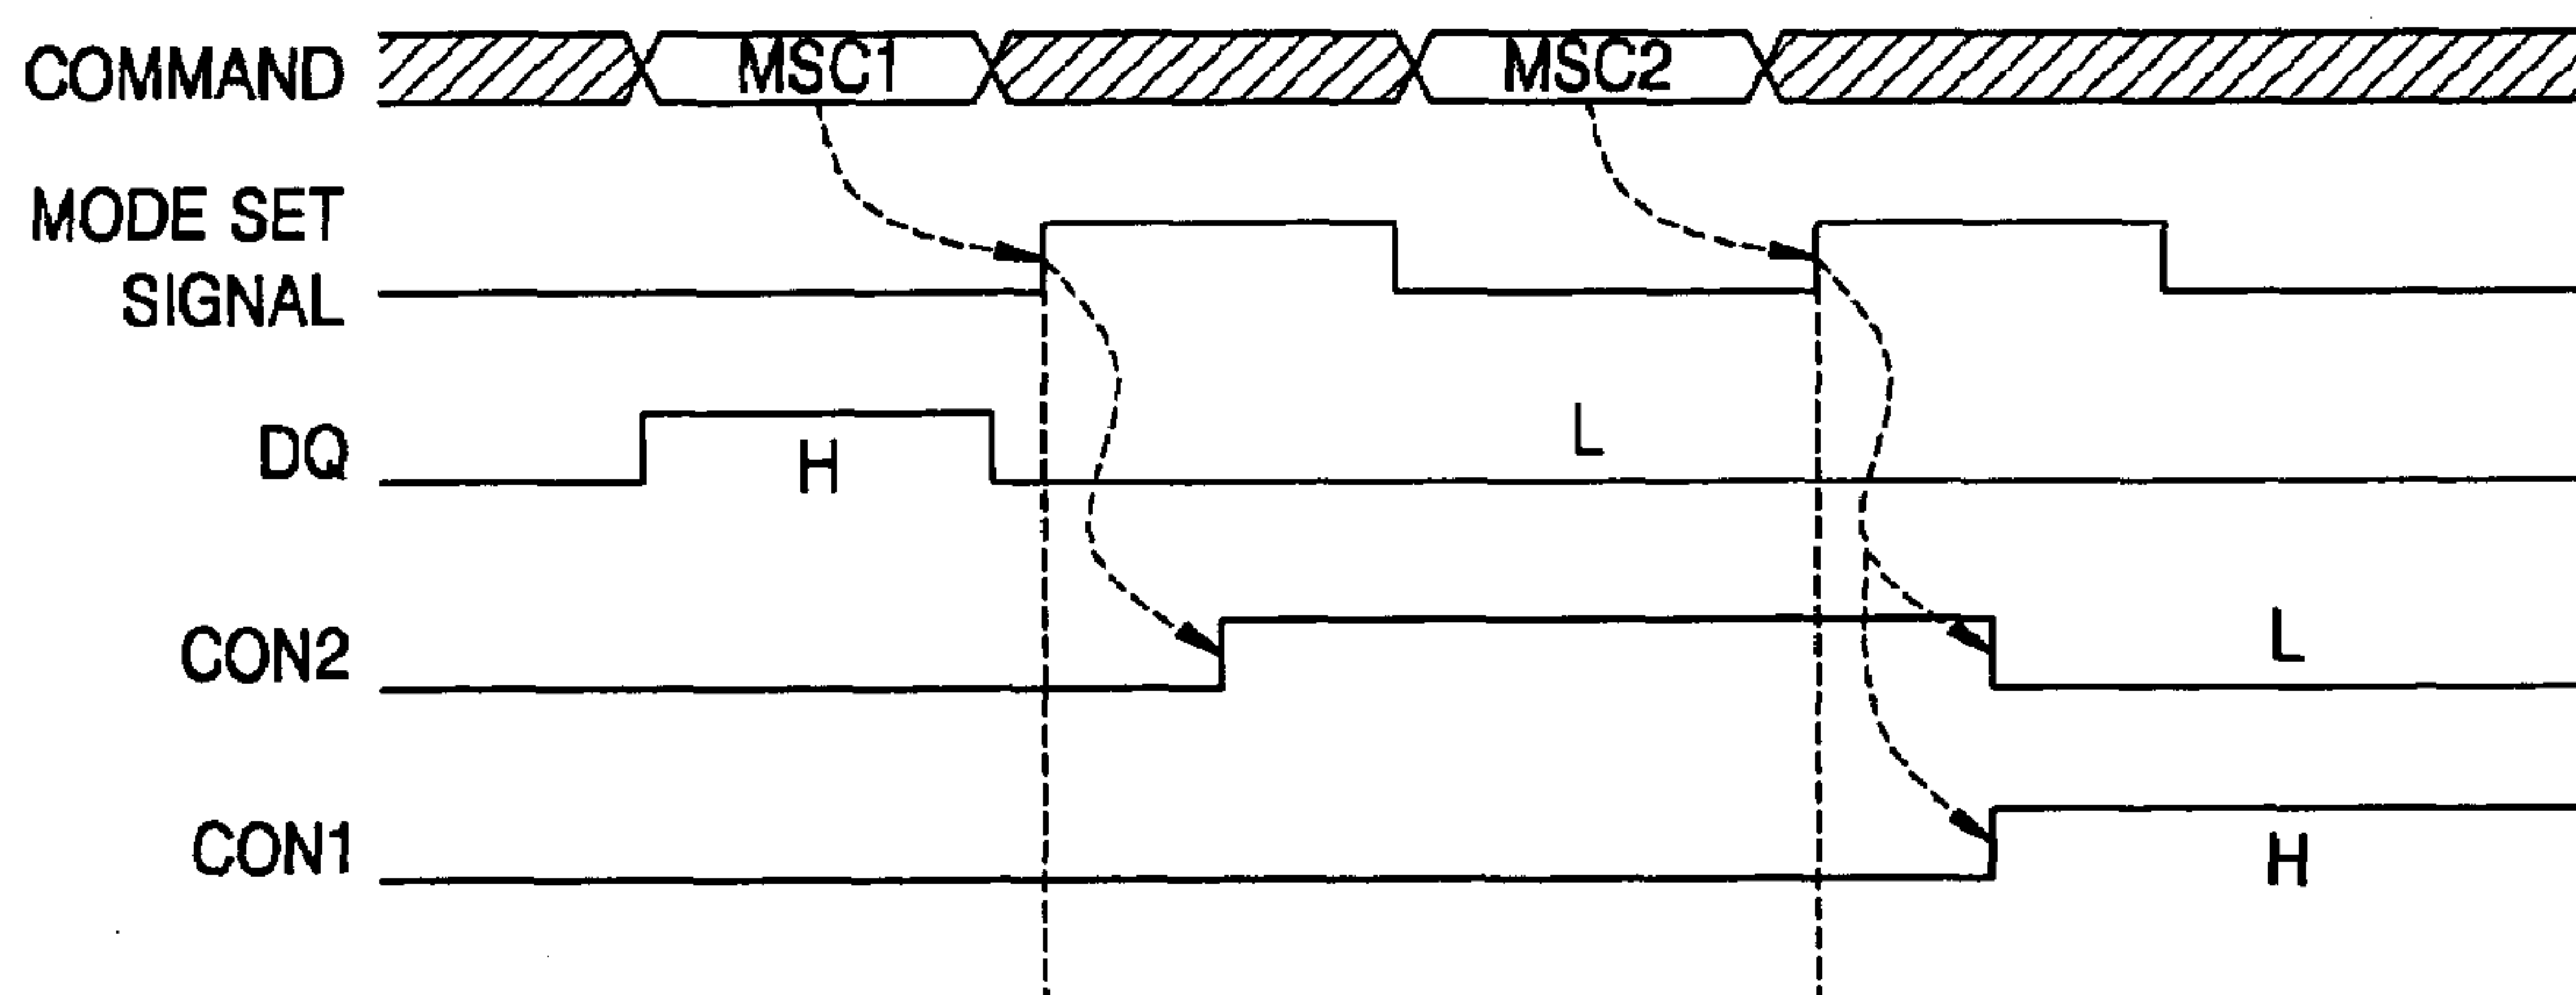 COMMAND MSC1 MSC2
MODE SET
SIGNAL
DQ H L
CON2 L
CON1 H